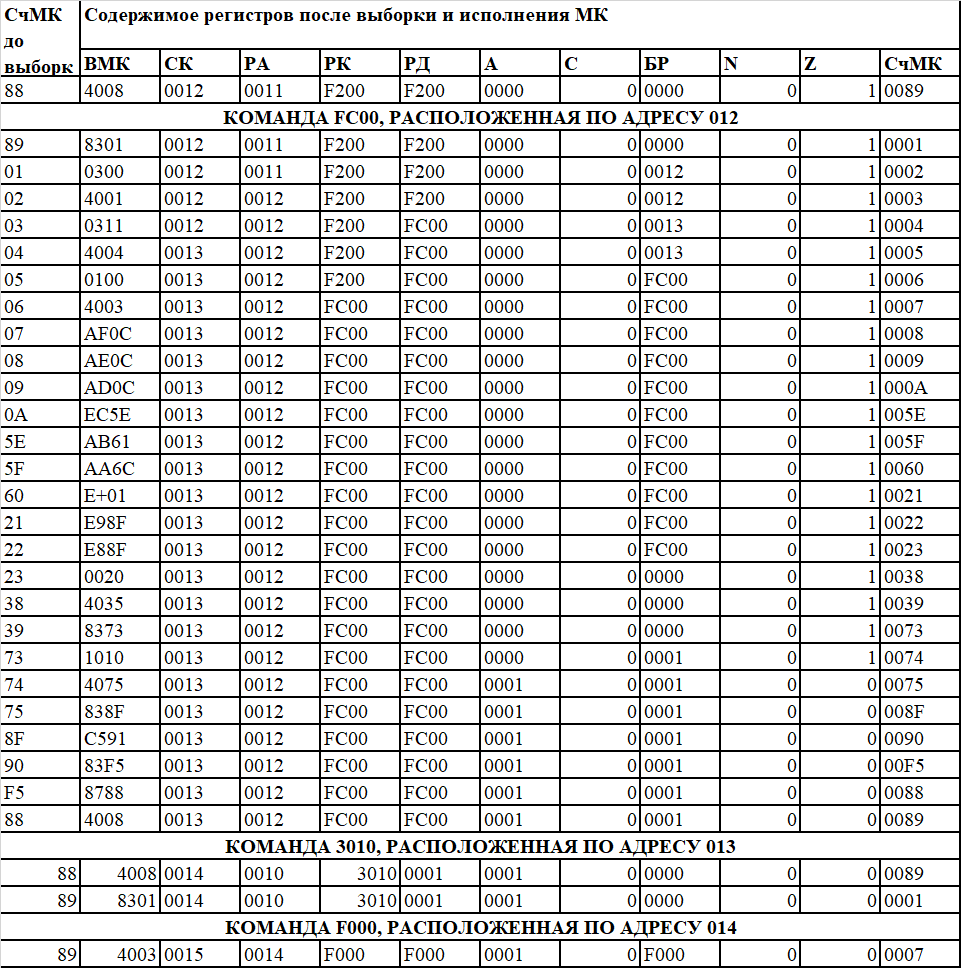 СчМК до выборк Содержимое регистров после выборки и исполнения МК
ВМК СК РА РК РД А С БР N Z СчМК
88 4008 0012 0011 F200 F200 0000 0 0000 0 1 0089
КОМАНДА FC00, РАСПОЛОЖЕННАЯ ПО АДРЕСУ 012
89 8301 0012 0011 F200 F200 0000 0 0000 0 1 0001
01 0300 0012 0011 F200 F200 0000 0 0012 0 1 0002
02 4001 0012 0012 F200 F200 0000 0 0012 0 1 0003
03 0311 0012 0012 F200 FC00 0000 0 0013 0 1 0004
04 4004 0013 0012 F200 FC00 0000 0 0013 0 1 0005
05 0100 0013 0012 F200 FC00 0000 0 FC00 0 1 0006
06 4003 0013 0012 FC00 FC00 0000 0 FC00 0 1 0007
07 AF0C 0013 0012 FC00 FC00 0000 0 FC00 0 1 0008
08 AE0C 0013 0012 FC00 FC00 0000 0 FC00 0 1 0009
09 AD0C 0013 0012 FC00 FC00 0000 0 FC00 0 1 000A
0A EC5E 0013 0012 FC00 FC00 0000 0 FC00 0 1 005E
5E AB61 0013 0012 FC00 FC00 0000 0 FC00 0 1 005F
5F AA6C 0013 0012 FC00 FC00 0000 0 FC00 0 1 0060
60 E+01 0013 0012 FC00 FC00 0000 0 FC00 0 1 0021
21 E98F 0013 0012 FC00 FC00 0000 0 FC00 0 1 0022
22 E88F 0013 0012 FC00 FC00 0000 0 FC00 0 1 0023
23 0020 0013 0012 FC00 FC00 0000 0 0000 0 1 0038
38 4035 0013 0012 FC00 FC00 0000 0 0000 0 1 0039
39 8373 0013 0012 FC00 FC00 0000 0 0000 0 1 0073
73 1010 0013 0012 FC00 FC00 0000 0 0001 0 1 0074
74 4075 0013 0012 FC00 FC00 0001 0 0001 0 0 0075
75 838F 0013 0012 FC00 FC00 0001 0 0001 0 0 008F
8F C591 0013 0012 FC00 FC00 0001 0 0001 0 0 0090
90 83F5 0013 0012 FC00 FC00 0001 0 0001 0 0 00F5
F5 8788 0013 0012 FC00 FC00 0001 0 0001 0 0 0088
88 4008 0013 0012 FC00 FC00 0001 0 0001 0 0 0089
КОМАНДА 3010, РАСПОЛОЖЕННАЯ ПО АДРЕСУ 013
88 4008 0014 0010 3010 0001 0001 0 0000 0 0 0089
89 8301 0014 0010 3010 0001 0001 0 0000 0 0 0001
КОМАНДА F000, РАСПОЛОЖЕННАЯ ПО АДРЕСУ 014
89 4003 0015 0014 F000 F000 0001 0 F000 0 0 0007